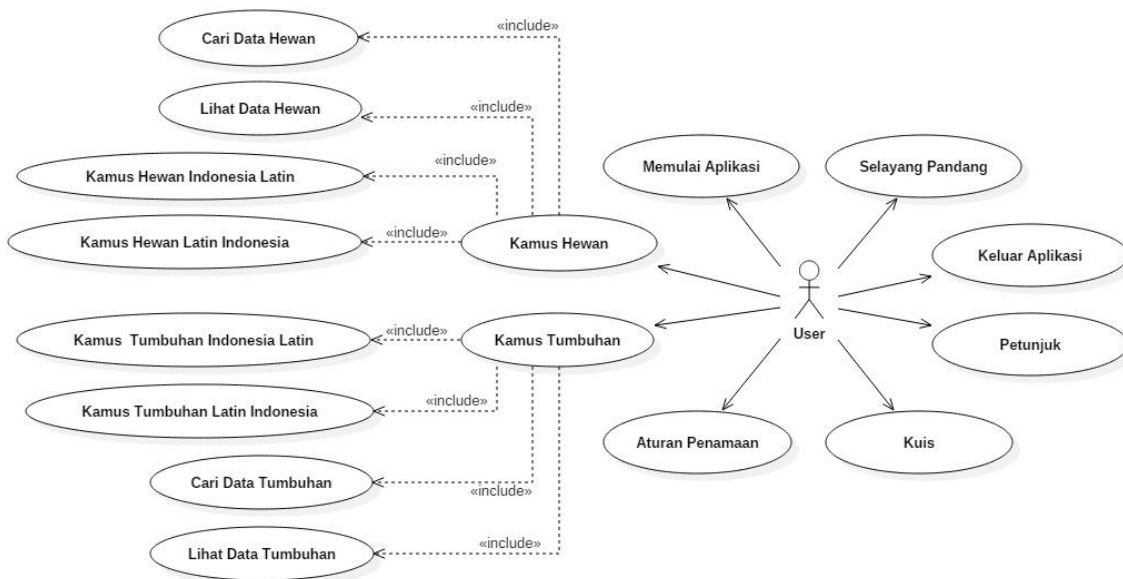 «include»
Cari Data Hewan
«include»
Lihat Data Hewan
«include»
Kamus Hewan Indonesia Latin
«include»
Kamus Hewan Latin Indonesia
Kamus Hewan
Memulai Aplikasi
Selayang Pandang
Keluar Aplikasi
User
Petunjuk
«include»
Kamus  Tumbuhan Indonesia Latin
Kamus Tumbuhan
«include»
Kamus Tumbuhan Latin Indonesia
Aturan Penamaan
Kuis
Cari Data Tumbuhan
«include»
«include»
Lihat Data Tumbuhan